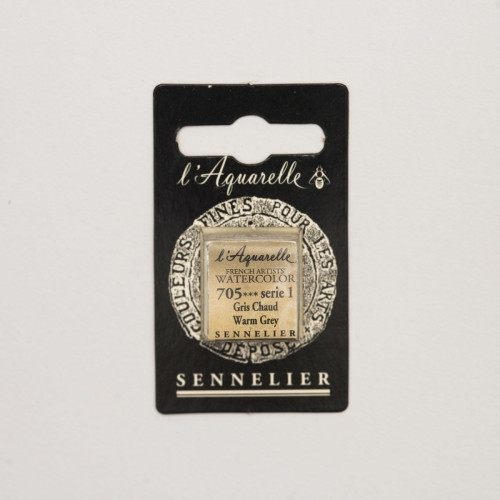 l'Aquarelle
COULEURS FINES POUR LES ARTS
DÉPOSÉ
l'Aquarelle
FRENCH ARTISTS'
WATERCOLOR
705*** serie 1
Gris Chaud
Warm Grey
SENNELIER
SENNELIER